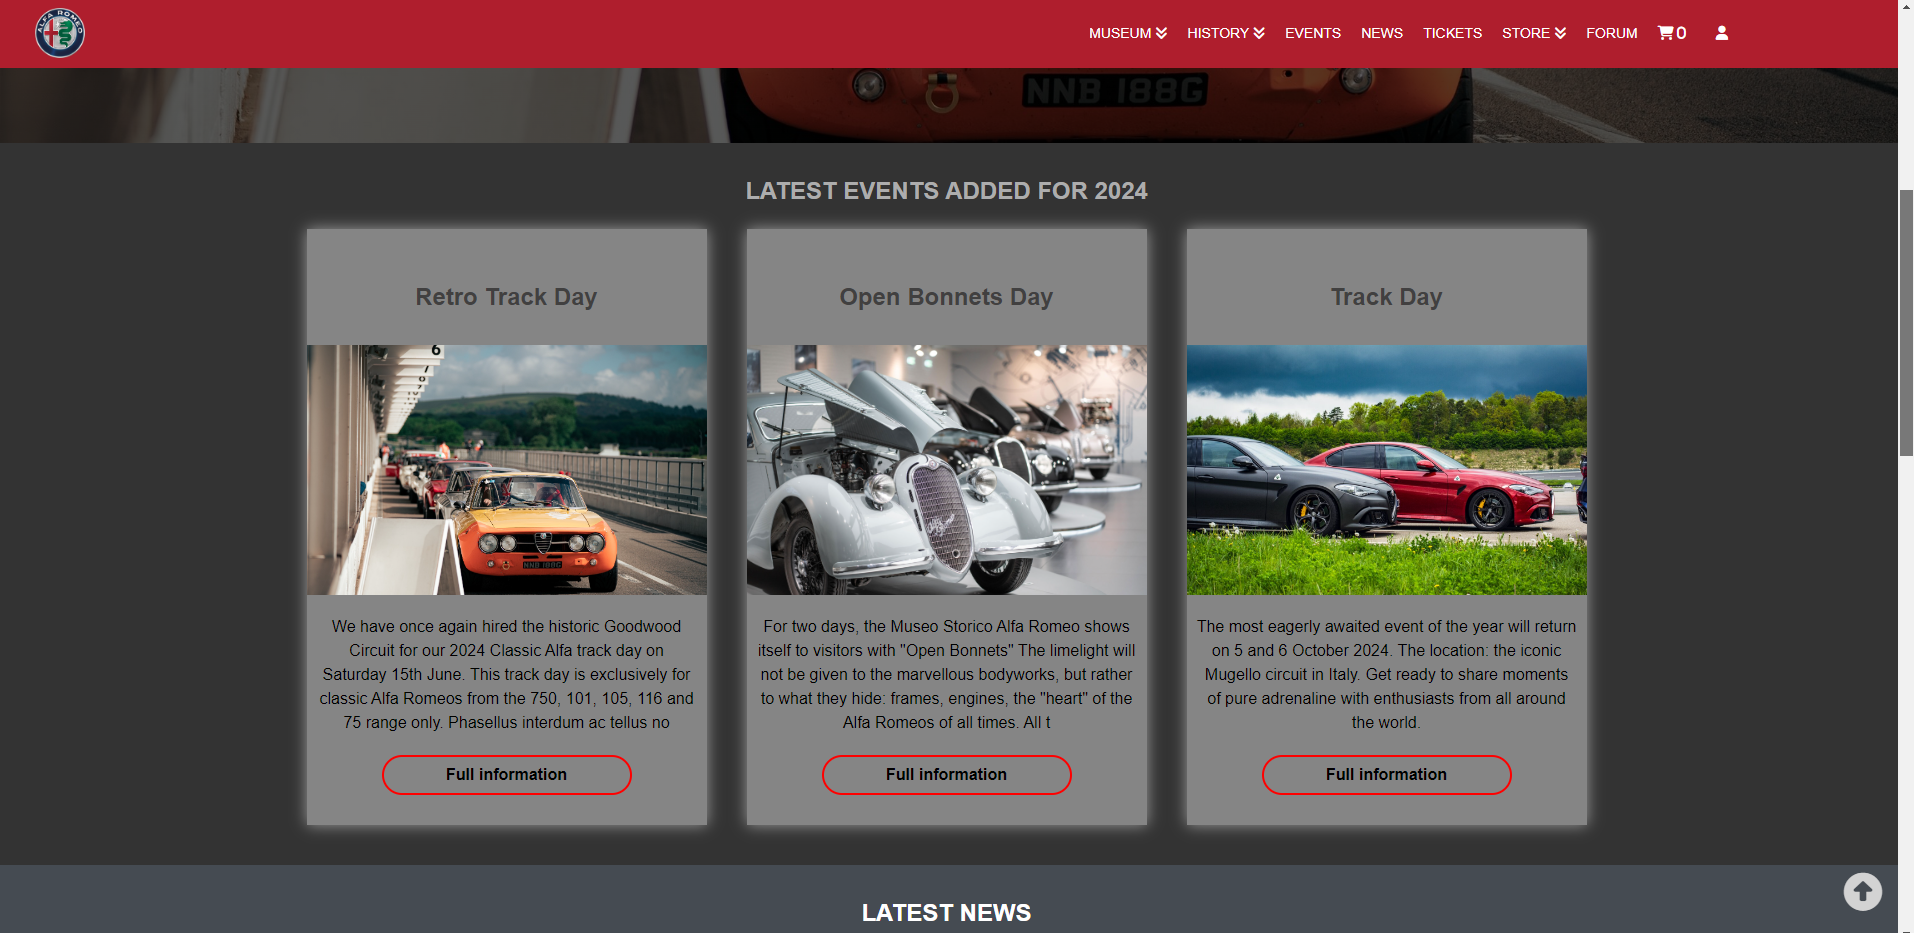 ALFA ROMEO
MUSEUM
HISTORY
EVENTS
NEWS
TICKETS
STORE
FORUM
0
NNB 188G
LATEST EVENTS ADDED FOR 2024
Retro Track Day
6
NNB 188G
We have once again hired the historic Goodwood
Circuit for our 2024 Classic Alfa track day on
Saturday 15th June. This track day is exclusively for
classic Alfa Romeos from the 750, 101, 105, 116 and
75 range only. Phasellus interdum ac tellus no
Full information
Open Bonnets Day
For two days, the Museo Storico Alfa Romeo shows
itself to visitors with "Open Bonnets" The limelight will
not be given to the marvellous bodyworks, but rather
to what they hide: frames, engines, the "heart" of the
Alfa Romeos of all times. All t
Full information
Track Day
The most eagerly awaited event of the year will return
on 5 and 6 October 2024. The location: the iconic
Mugello circuit in Italy. Get ready to share moments
of pure adrenaline with enthusiasts from all around
the world.
Full information
LATEST NEWS